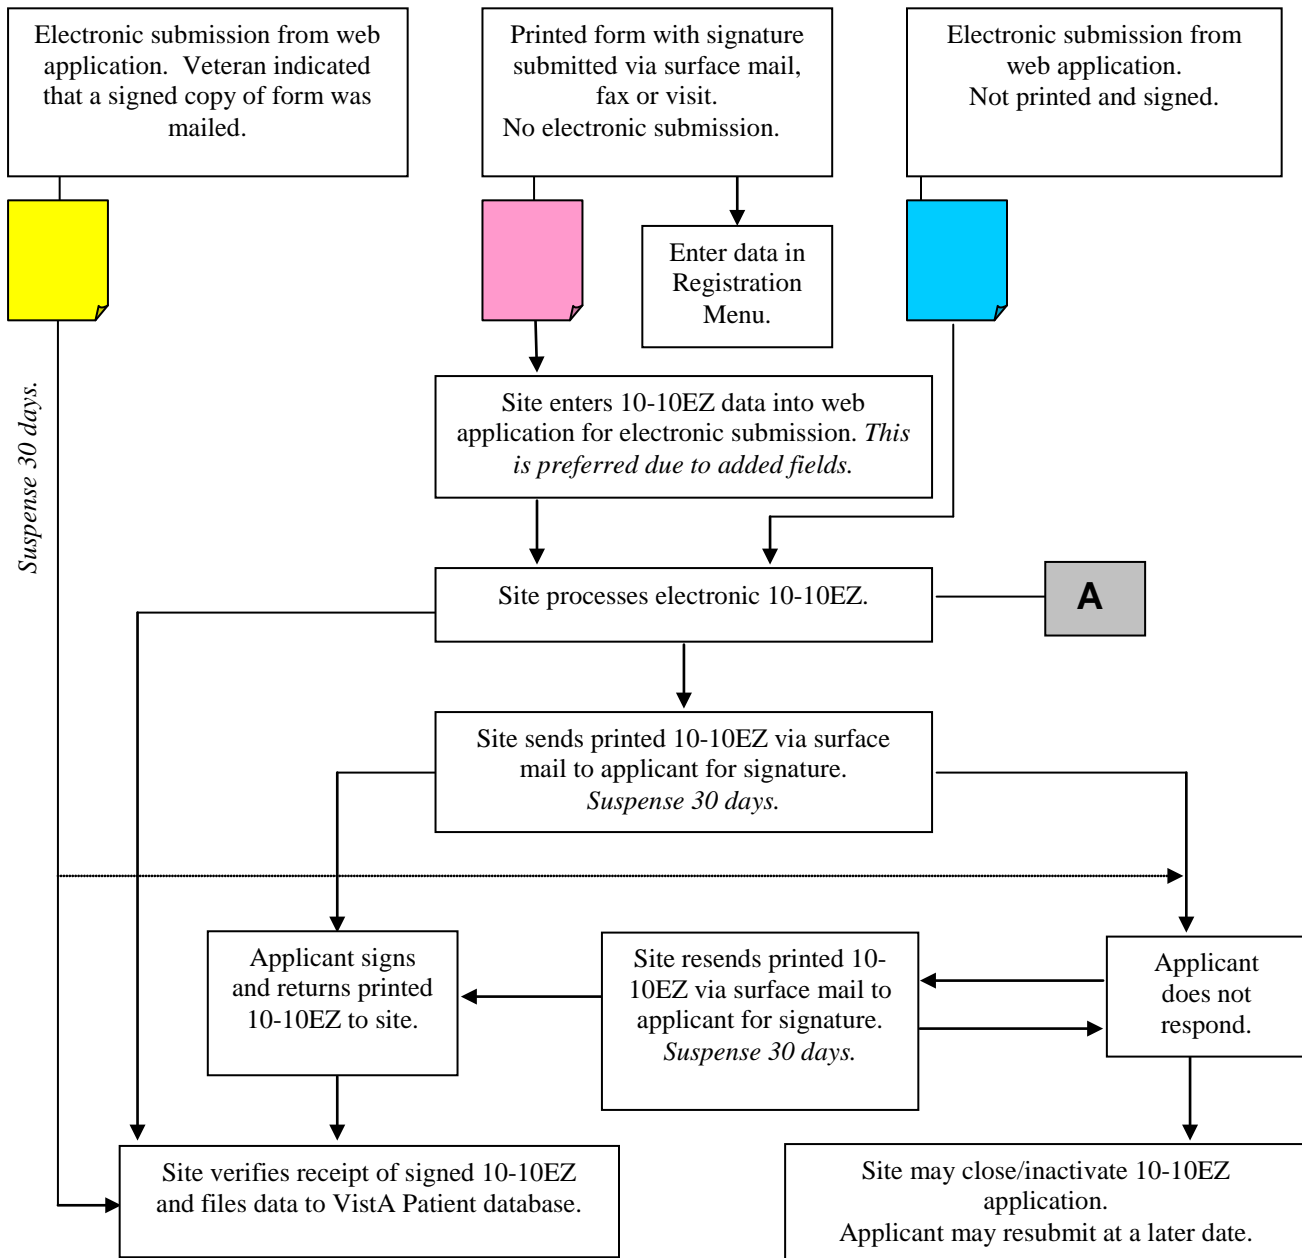 Electronic submission from web
application.  Veteran indicated
that a signed copy of form was
mailed.
Printed form with signature
submitted via surface mail,
fax or visit.
No electronic submission.
Electronic submission from
web application.
Not printed and signed.
Enter data in
Registration
Menu.
Suspense 30 days.
Site enters 10-10EZ data into web
application for electronic submission. This
is preferred due to added fields.
Site processes electronic 10-10EZ.
A
Site sends printed 10-10EZ via surface
mail to applicant for signature.
Suspense 30 days.
Applicant signs
and returns printed
10-10EZ to site.
Site resends printed 10-
10EZ via surface mail to
applicant for signature.
Suspense 30 days.
Applicant
does not
respond.
Site verifies receipt of signed 10-10EZ
and files data to VistA Patient database.
Site may close/inactivate 10-10EZ
application.
Applicant may resubmit at a later date.